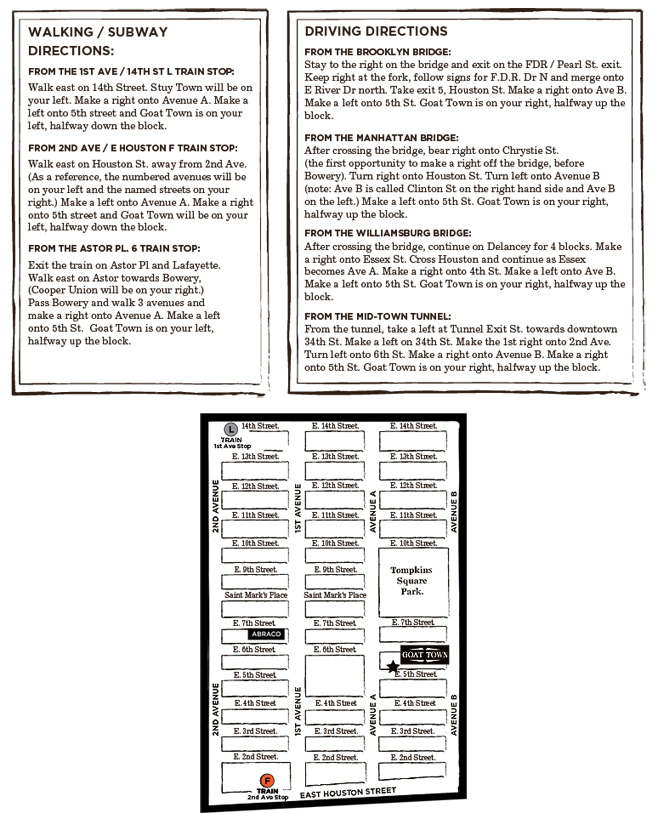 WALKING / SUBWAY
DIRECTIONS:
FROM THE 1ST AVE / 14TH ST L TRAIN STOP:
Walk east on 14th Street. Stuy Town will be on
your left. Make a right onto Avenue A. Make a
left onto 5th street and Goat Town will be on your
left, halfway down the block.
FROM 2ND AVE / E HOUSTON F TRAIN STOP:
Walk east on Houston St. away from 2nd Ave.
(As a reference, the numbered avenues will be
on your left and the named streets on your
right.) Make a left onto Avenue A. Make a right
onto 5th street and Goat Town will be on your
left, halfway down the block.
FROM THE ASTOR PL. 6 TRAIN STOP:
Exit the train on Astor Pl and Lafayette.
Walk east on Astor towards Bowery,
(Cooper Union will be on your right.)
Pass Bowery and walk 3 avenues and
make a right onto Avenue A. Make a left
onto 5th St. Goat Town is on your left,
halfway up the block.
DRIVING DIRECTIONS
FROM THE BROOKLYN BRIDGE:
Stay to the right on the bridge and exit on the FDR / Pearl St. exit.
Keep right at the fork, follow signs for F.D.R. Dr N and merge onto
E River Dr north. Take exit 5, Houston St. Make a right onto Ave B.
Make a left onto 5th St. Goat Town is on your right, halfway up the
block.
FROM THE MANHATTAN BRIDGE:
After crossing the bridge, bear right onto Chrystie St.
(the first opportunity to make a right off the bridge, before
Bowery). Turn right onto Houston St. Turn left onto Avenue B
(note: Ave B is called Clinton St on the right hand side and Ave B
on the left.) Make a left onto 5th St. Goat Town is on your right,
halfway up the block.
FROM THE WILLIAMSBURG BRIDGE:
After crossing the bridge, continue on Delancey for 4 blocks. Make
a right onto Essex St. Cross Houston and continue as Essex
becomes Ave A. Make a right onto 4th St. Make a left onto Ave B.
Make a left onto 5th St. Goat Town is on your right, halfway up the
block.
FROM THE MID-TOWN TUNNEL:
From the tunnel, take a left at Tunnel Exit St. towards downtown
34th St. Make a left on 34th St. Make the 1st right onto 2nd Ave.
Turn left onto 6th St. Make a right onto Avenue B. Make a right
onto 5th St. Goat Town is on your right, halfway up the block.
L 14th Street. E. 14th Street. E. 14th Street.
TRAIN
1st Ave Stop
E. 13th Street. E. 13th Street. E. 13th Street.
E. 12th Street. E. 12th Street. E. 12th Street.
2ND AVENUE 1ST AVENUE AVENUE A AVENUE B
E. 11th Street. E. 11th Street. E. 11th Street.
E. 10th Street. E. 10th Street. E. 10th Street.
E. 9th Street. E. 9th Street.
Tompkins
Square
Park.
Saint Mark's Place Saint Mark's Place
E. 7th Street. E. 7th Street. E. 7th Street.
ABRACO
E. 6th Street. E. 6th Street.
GOAT TOWN
E. 5th Street. E. 5th Street.
2ND AVENUE 1ST AVENUE AVENUE A AVENUE B
E. 4th Street E. 4th Street E. 4th Street
E. 3rd Street. E. 3rd Street. E. 3rd Street.
E. 2nd Street. E. 2nd Street. E. 2nd Street.
F
TRAIN
2nd Ave Stop
EAST HOUSTON STREET